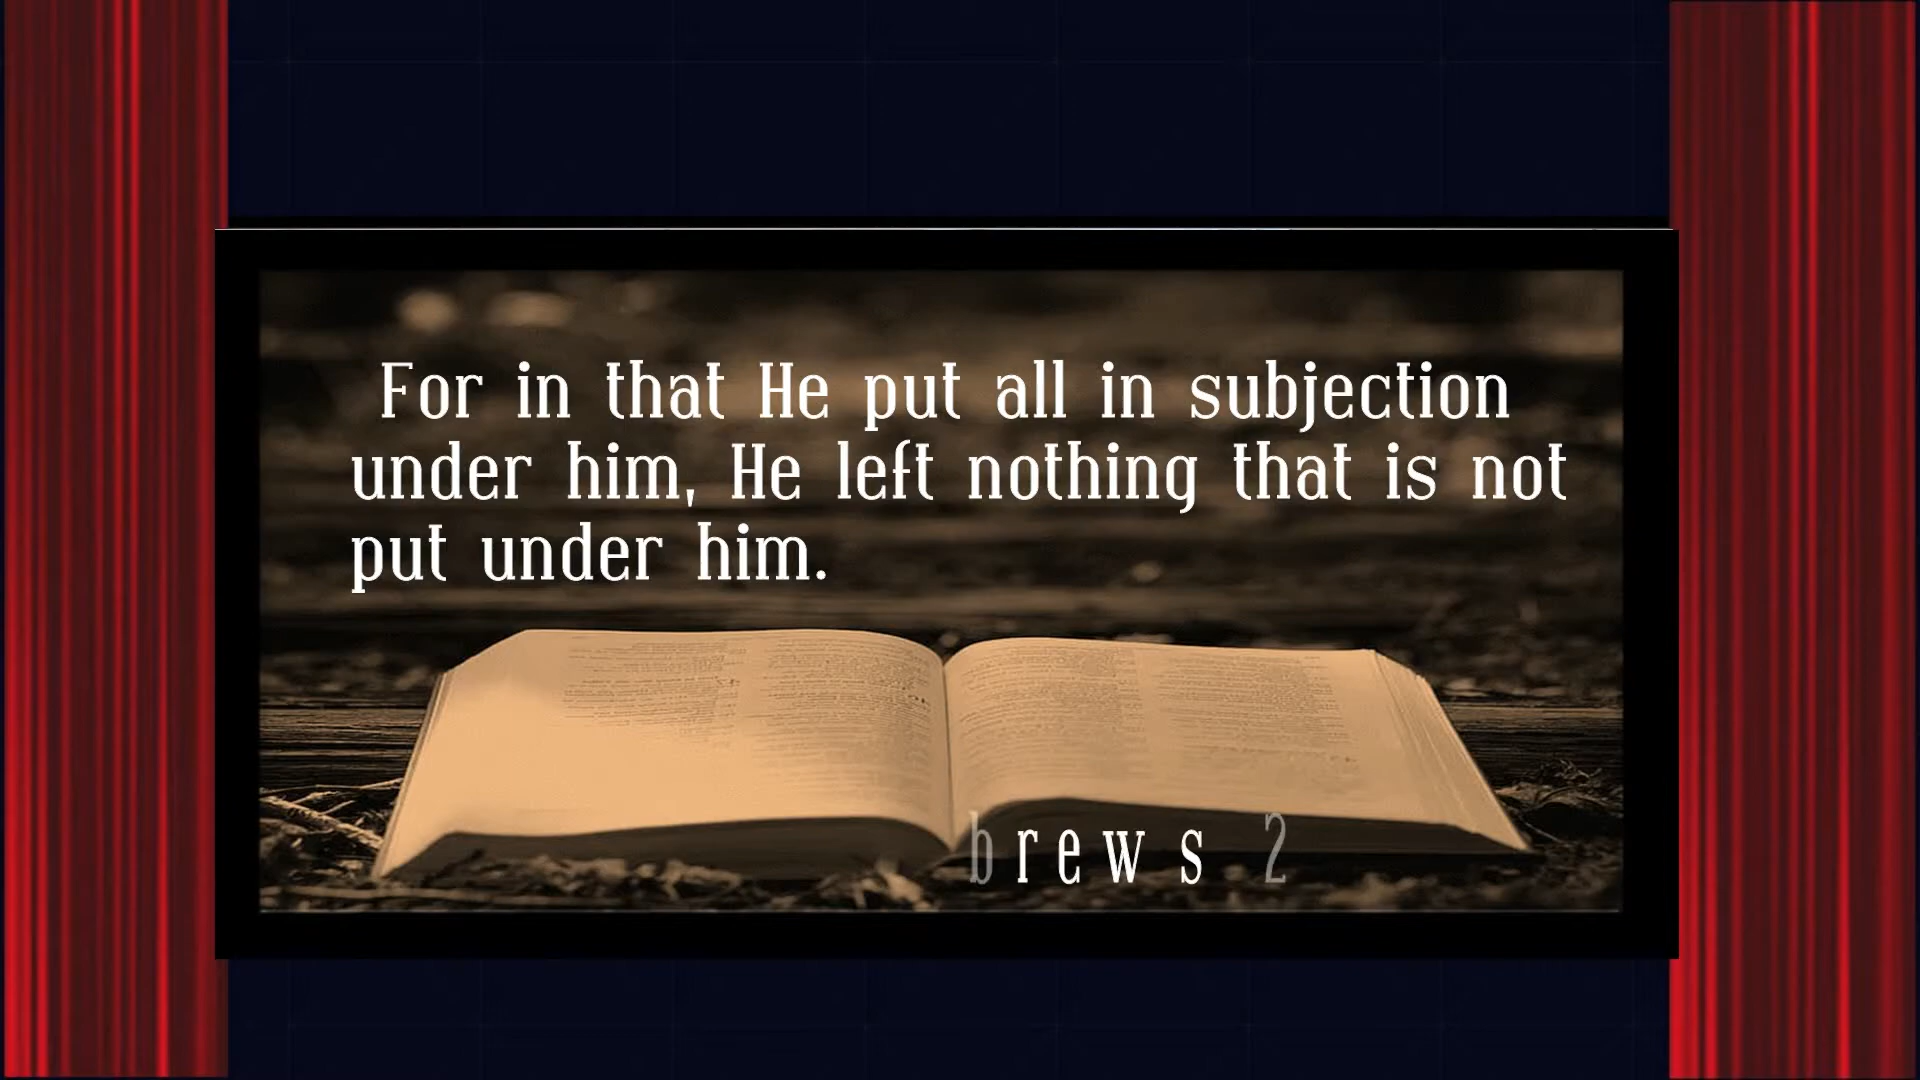 For in that He put all in subjection
under him, He left nothing that is not
put under him.
brews 2